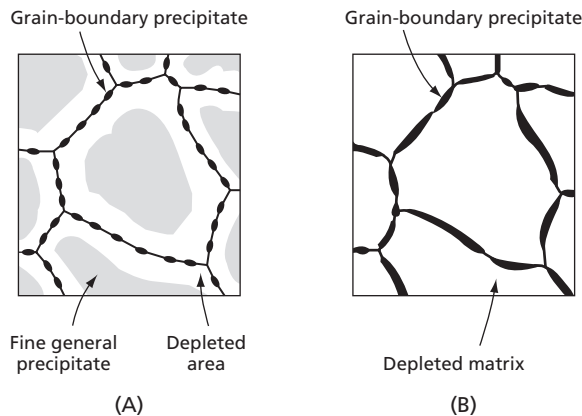 Grain-boundary precipitate
Grain-boundary precipitate
Fine general
precipitate
Depleted
area
Depleted matrix
(A)
(B)